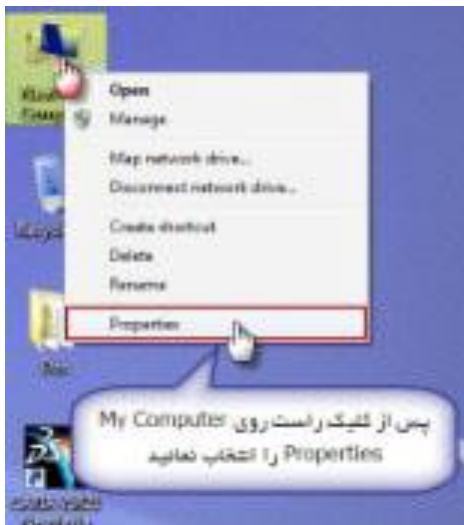 Open
Manage
Map network drive...
Disconnect network drive...
Create shortcut
Delete
Rename
Properties
پس از کلیک راست روی My Computer
Properties را انتخاب نمائید